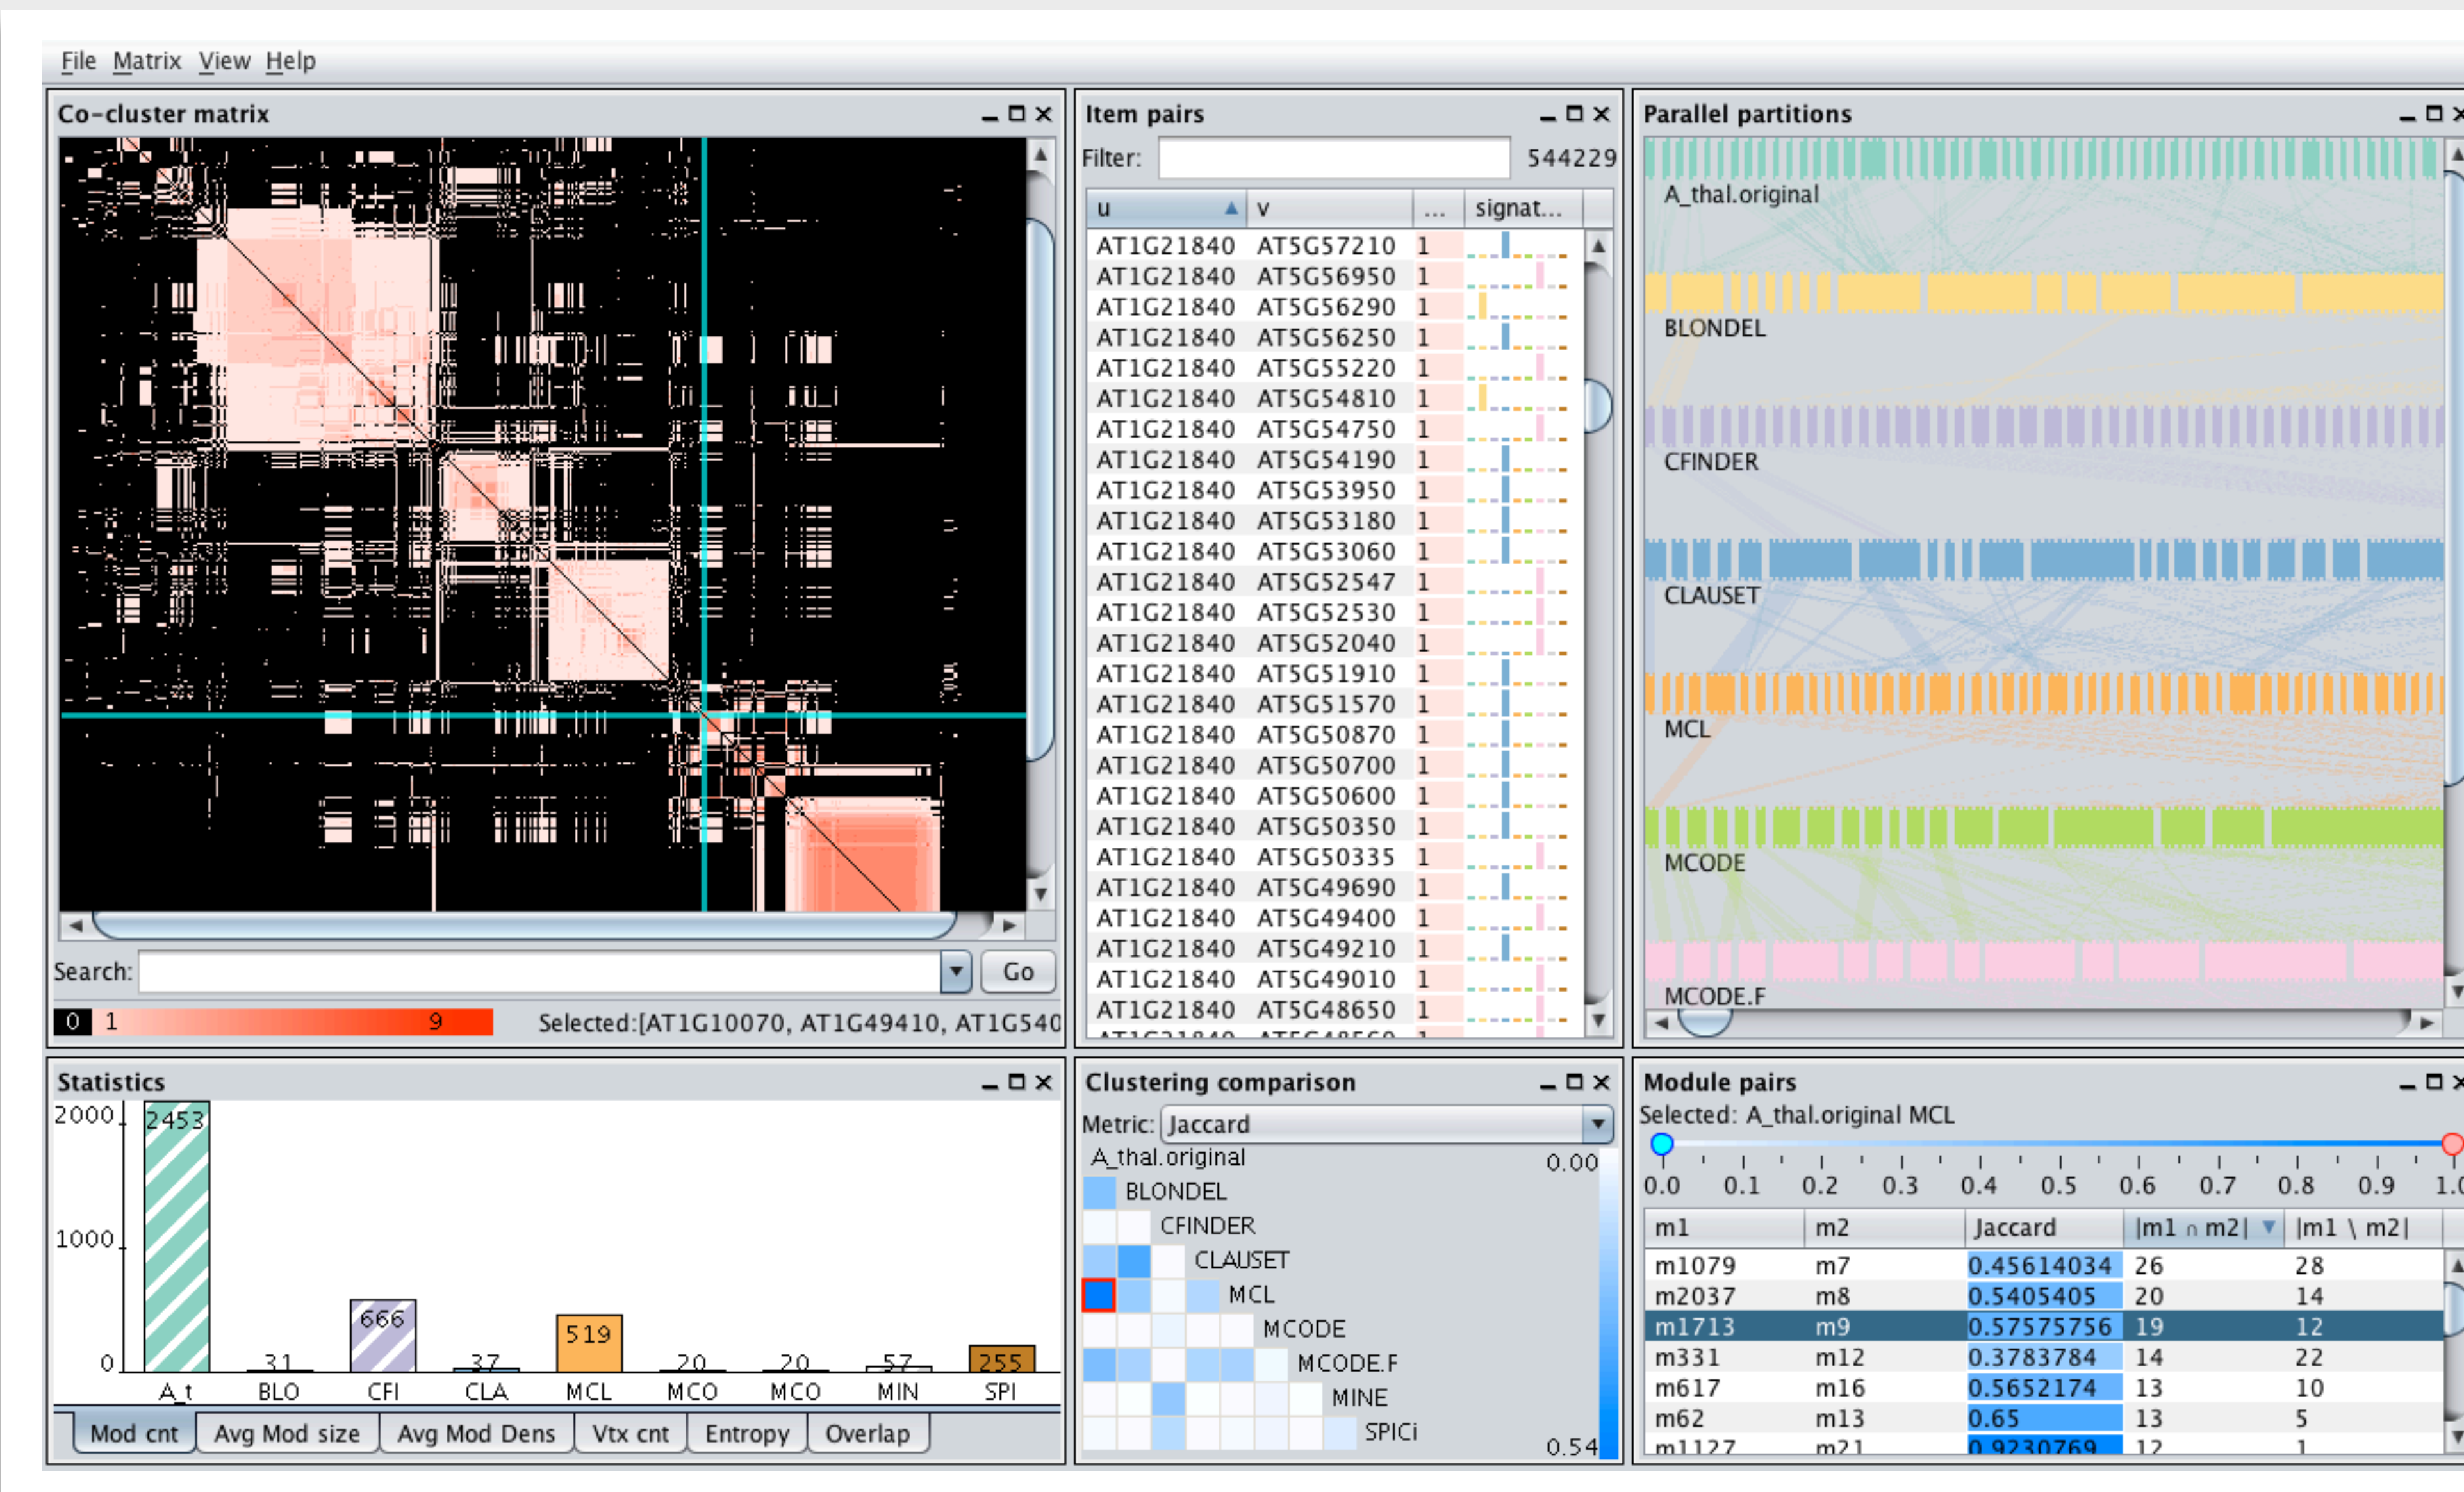 File Matrix View Help
Co-cluster matrix
Search:
Go
0 1 9 Selected:[AT1G10070, AT1G49410, AT1G540
Item pairs
Filter: 544229
u v ... signat...
AT1G21840 AT5G57210 1
AT1G21840 AT5G56950 1
AT1G21840 AT5G56290 1
AT1G21840 AT5G56250 1
AT1G21840 AT5G55220 1
AT1G21840 AT5G54810 1
AT1G21840 AT5G54750 1
AT1G21840 AT5G54190 1
AT1G21840 AT5G53950 1
AT1G21840 AT5G53180 1
AT1G21840 AT5G53060 1
AT1G21840 AT5G52547 1
AT1G21840 AT5G52530 1
AT1G21840 AT5G52040 1
AT1G21840 AT5G51910 1
AT1G21840 AT5G51570 1
AT1G21840 AT5G50870 1
AT1G21840 AT5G50700 1
AT1G21840 AT5G50600 1
AT1G21840 AT5G50350 1
AT1G21840 AT5G50335 1
AT1G21840 AT5G49690 1
AT1G21840 AT5G49400 1
AT1G21840 AT5G49210 1
AT1G21840 AT5G49010 1
AT1G21840 AT5G48650 1
Parallel partitions
A_thal.original
BLONDEL
CFINDER
CLAUSET
MCL
MCODE
MCODE.F
Statistics
2000
1000
0
2453 31 666 37 519 20 20 57 255
A_t BLO CFI CLA MCL MCO MCO MIN SPI
Mod cnt Avg Mod size Avg Mod Dens Vtx cnt Entropy Overlap
Clustering comparison
Metric: Jaccard
A_thal.original 0.00
BLONDEL
CFINDER
CLAUSET
MCL
MCODE
MCODE.F
MINE
SPICi
0.54
Module pairs
Selected: A_thal.original MCL
0.0 0.1 0.2 0.3 0.4 0.5 0.6 0.7 0.8 0.9 1.0
m1 m2 Jaccard |m1 ∩ m2| |m1 \ m2|
m1079 m7 0.45614034 26 28
m2037 m8 0.5405405 20 14
m1713 m9 0.57575756 19 12
m331 m12 0.3783784 14 22
m617 m16 0.5652174 13 10
m62 m13 0.65 13 5
m1127 m21 0.9230769 12 1